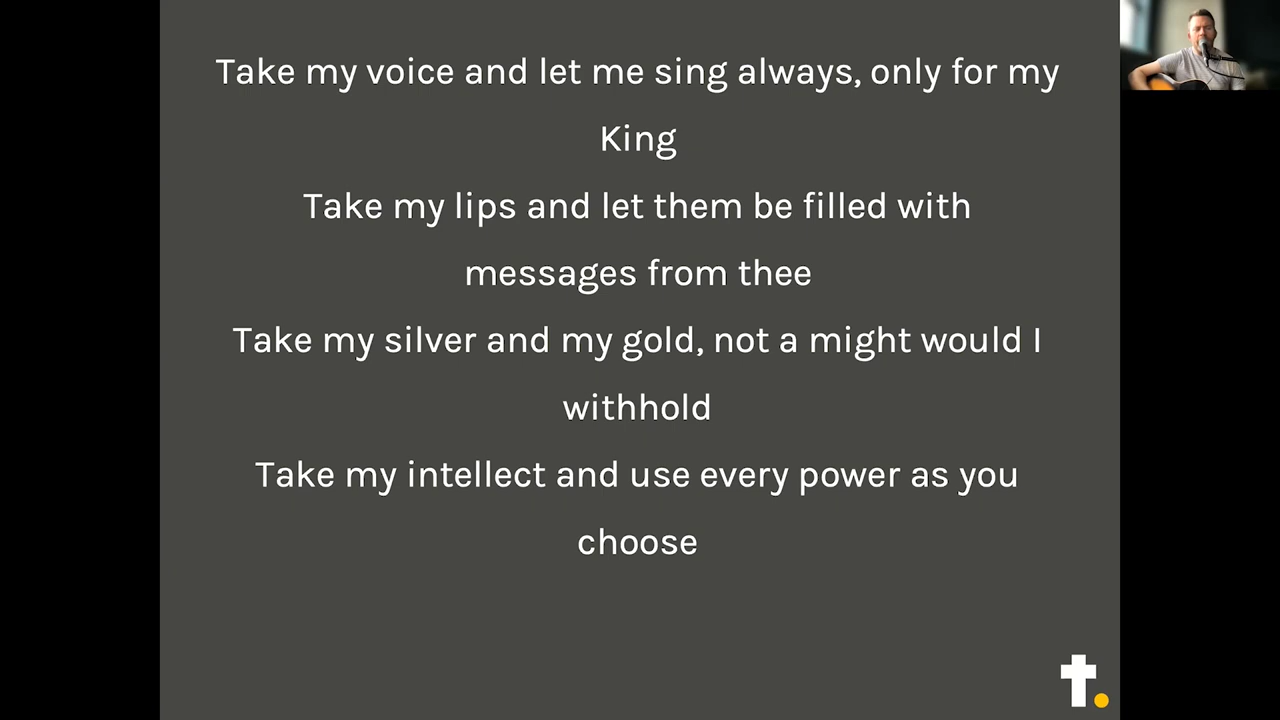 Take my voice and let me sing always, only for my
King
Take my lips and let them be filled with
messages from thee
Take my silver and my gold, not a might would I
withhold
Take my intellect and use every power as you
choose